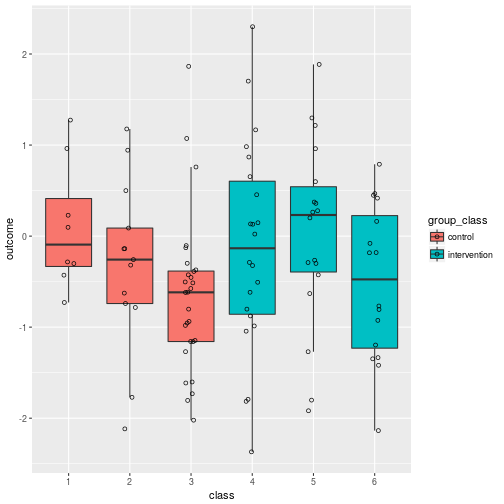 outcome
2
1
0
-1
-2
1 2 3 4 5 6
class
group_class
control
intervention